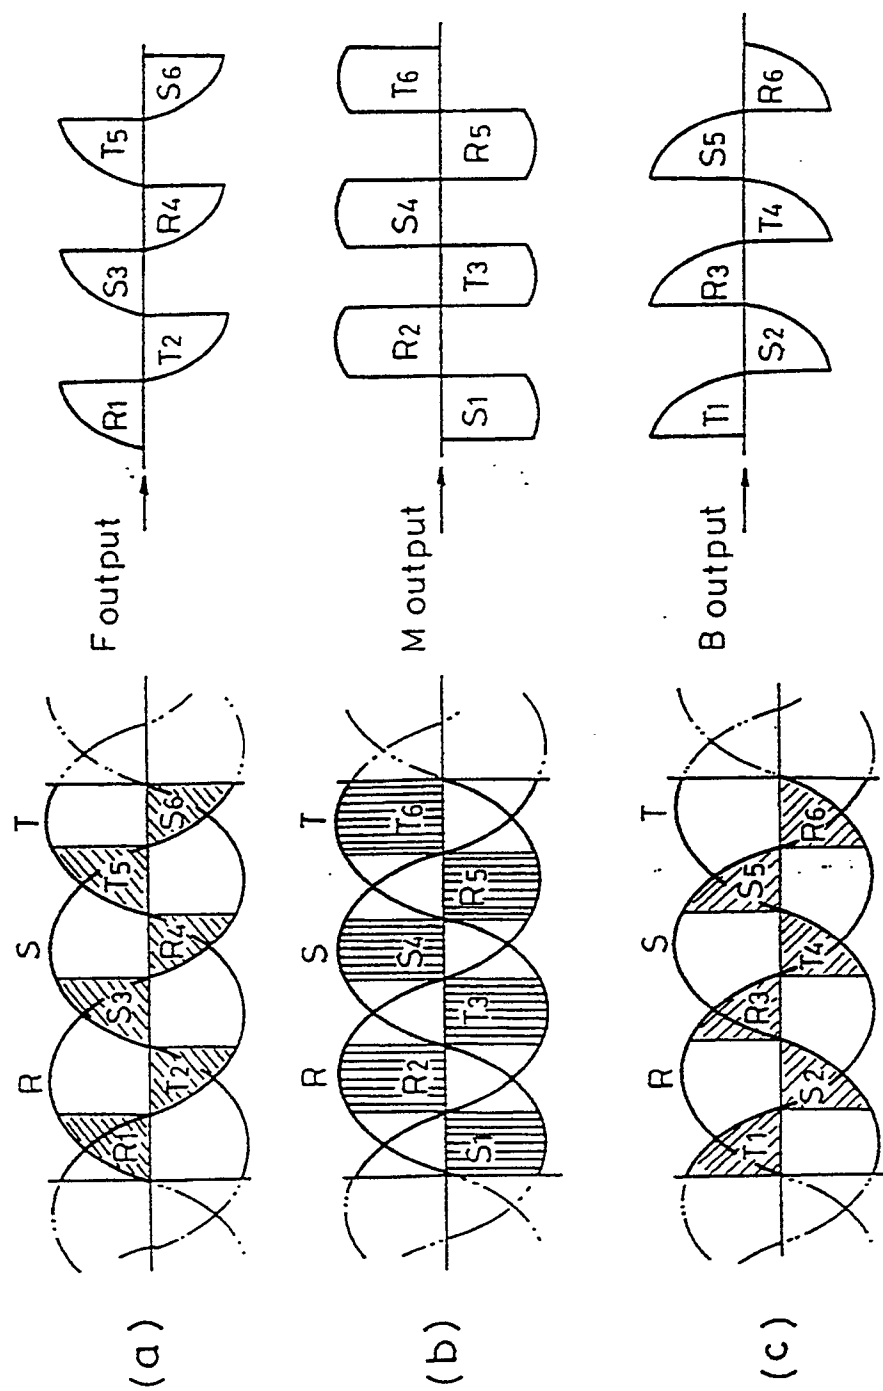 (a)
R S T
R1 T2 S3 R4 T5 S6
F output
R1 T2 S3 R4 T5 S6
(b)
R S T
S1 R2 T3 S4 R5 T6
M output
S1 R2 T3 S4 R5 T6
(c)
R S T
T1 S2 R3 T4 S5 R6
B output
T1 S2 R3 T4 S5 R6